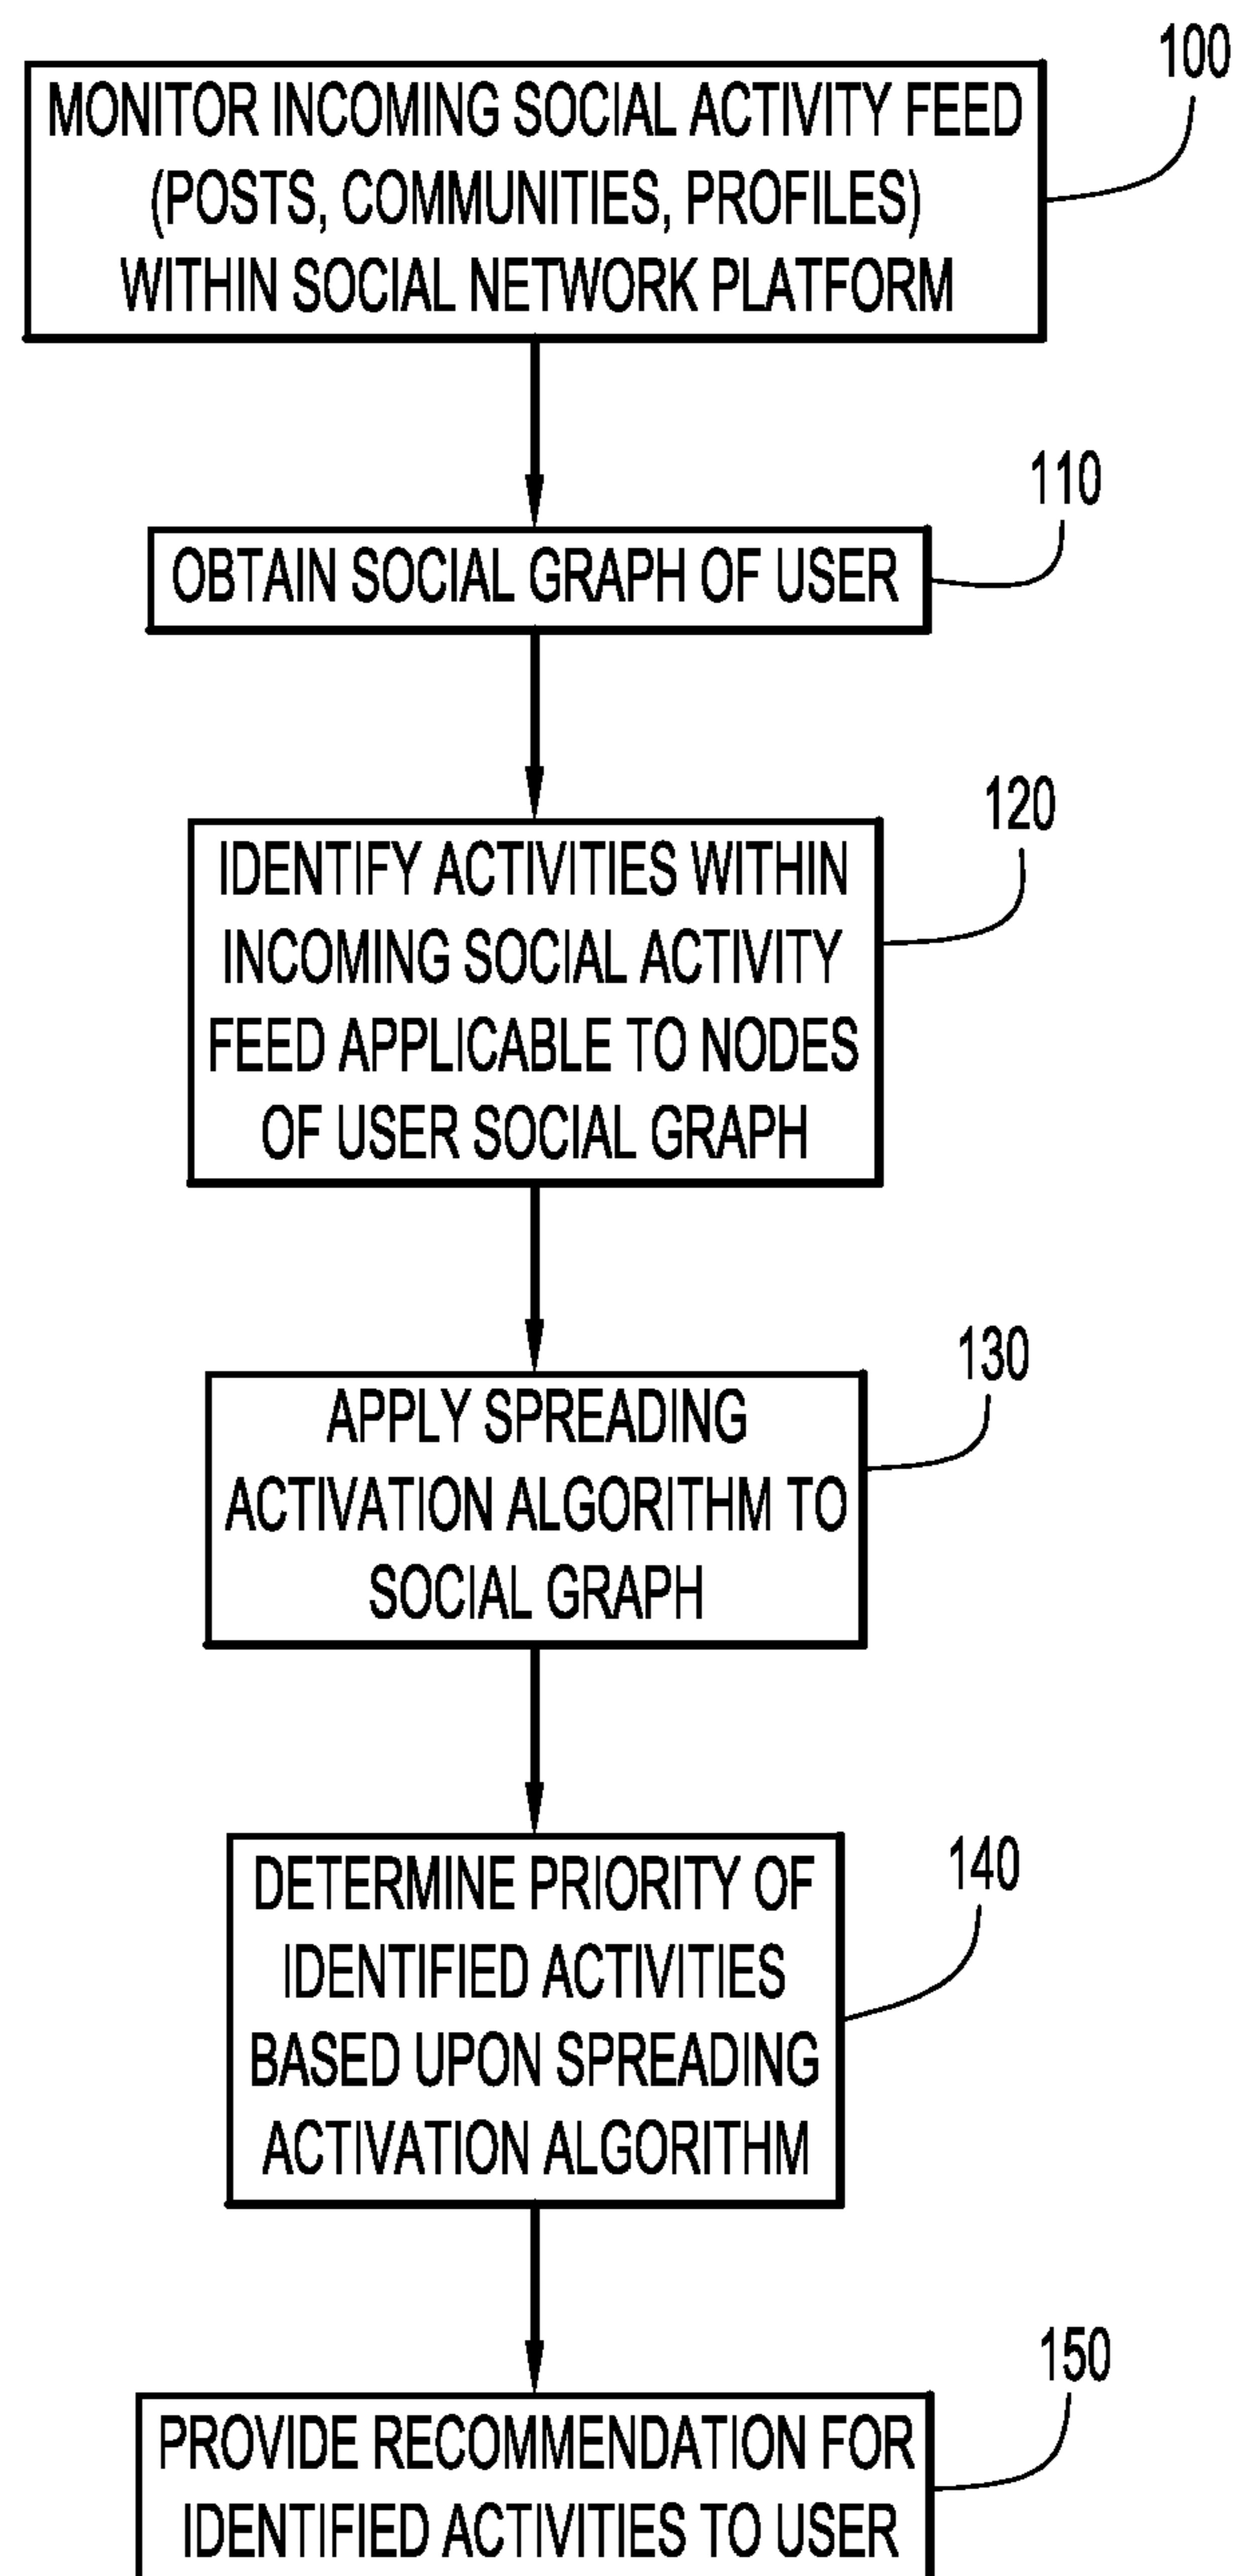 100
MONITOR INCOMING SOCIAL ACTIVITY FEED
(POSTS, COMMUNITIES, PROFILES)
WITHIN SOCIAL NETWORK PLATFORM
110
OBTAIN SOCIAL GRAPH OF USER
120
IDENTIFY ACTIVITIES WITHIN
INCOMING SOCIAL ACTIVITY
FEED APPLICABLE TO NODES
OF USER SOCIAL GRAPH
130
APPLY SPREADING
ACTIVATION ALGORITHM TO
SOCIAL GRAPH
140
DETERMINE PRIORITY OF
IDENTIFIED ACTIVITIES
BASED UPON SPREADING
ACTIVATION ALGORITHM
150
PROVIDE RECOMMENDATION FOR
IDENTIFIED ACTIVITIES TO USER